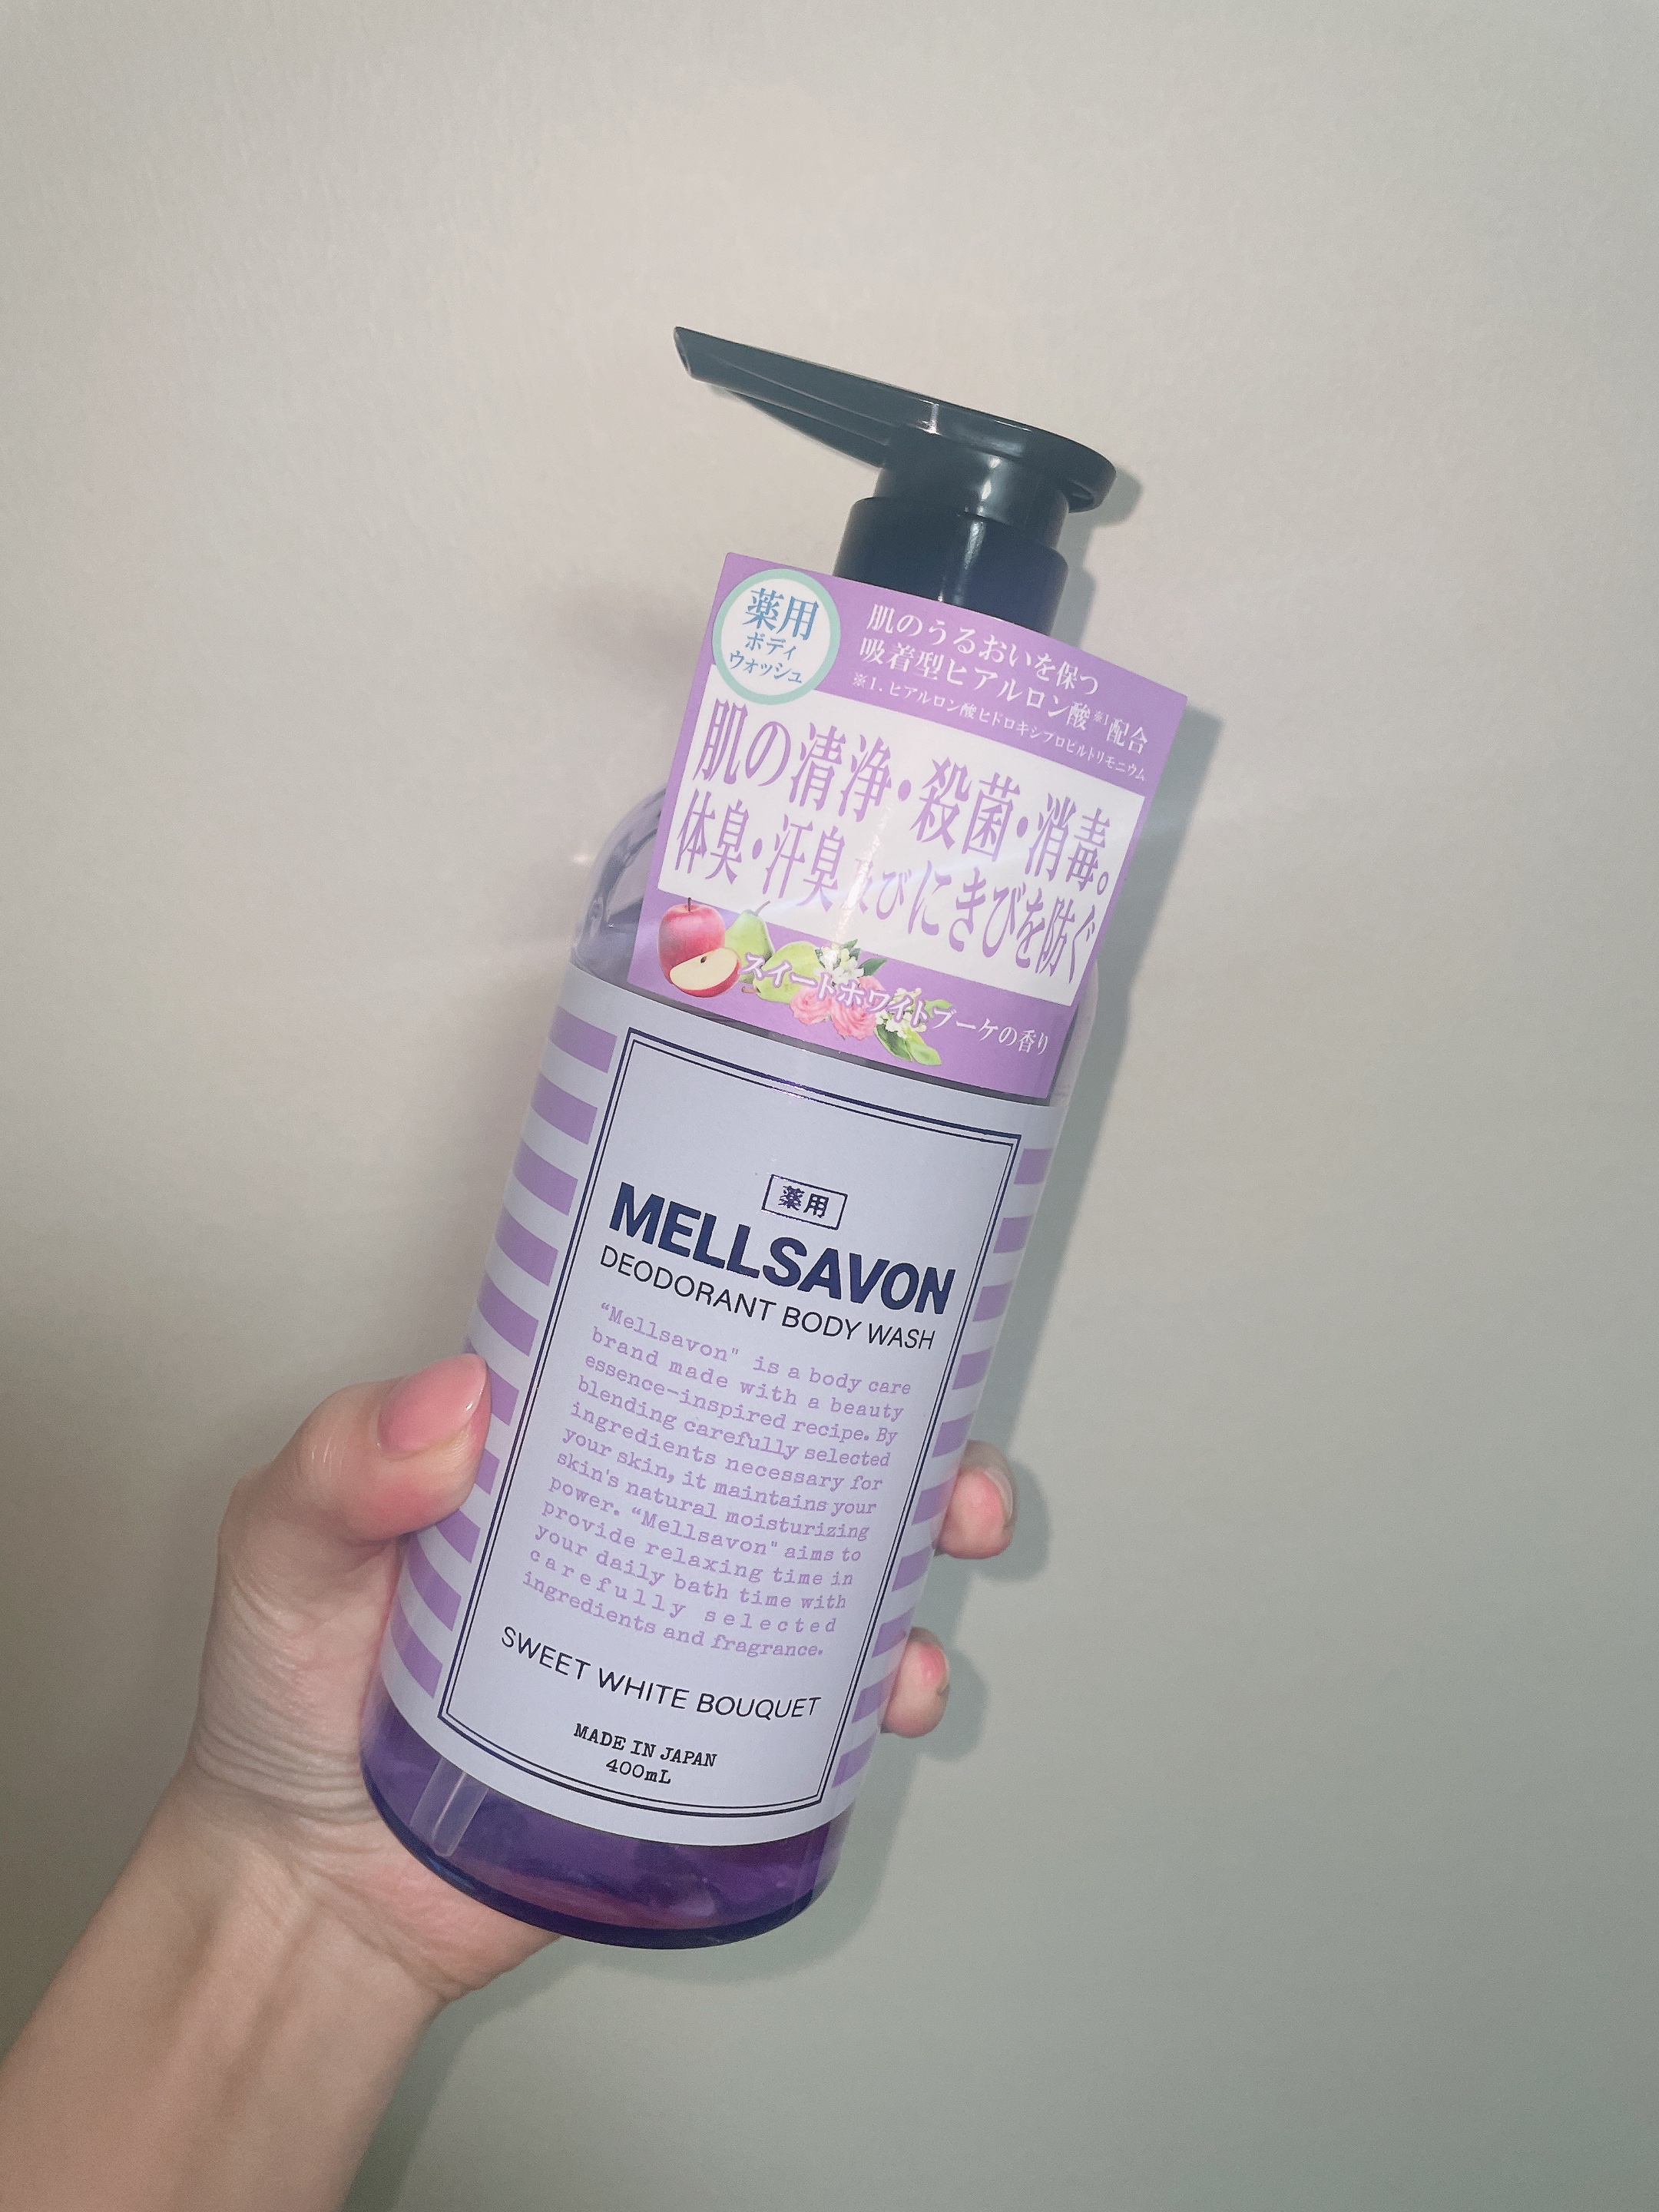 薬用
ボディ
ウォッシュ
肌のうるおいを保つ
吸着型ヒアルロン酸※1配合
※1.ヒアルロン酸ヒドロキシプロピルトリモニウム
肌の清浄・殺菌・消毒。
体臭・汗臭及びにきびを防ぐ
スイートホワイトブーケの香り
薬用
MELLSAVON
DEODORANT BODY WASH
“Mellsavon" is a body care
brand made with a beauty
essence-inspired recipe. By
blending carefully selected
ingredients necessary for
your skin, it maintains your
skin's natural moisturizing
power. “Mellsavon" aims to
provide relaxing time in
your daily bath time with
carefully selected
ingredients and fragrance.
SWEET WHITE BOUQUET
MADE IN JAPAN
400mL